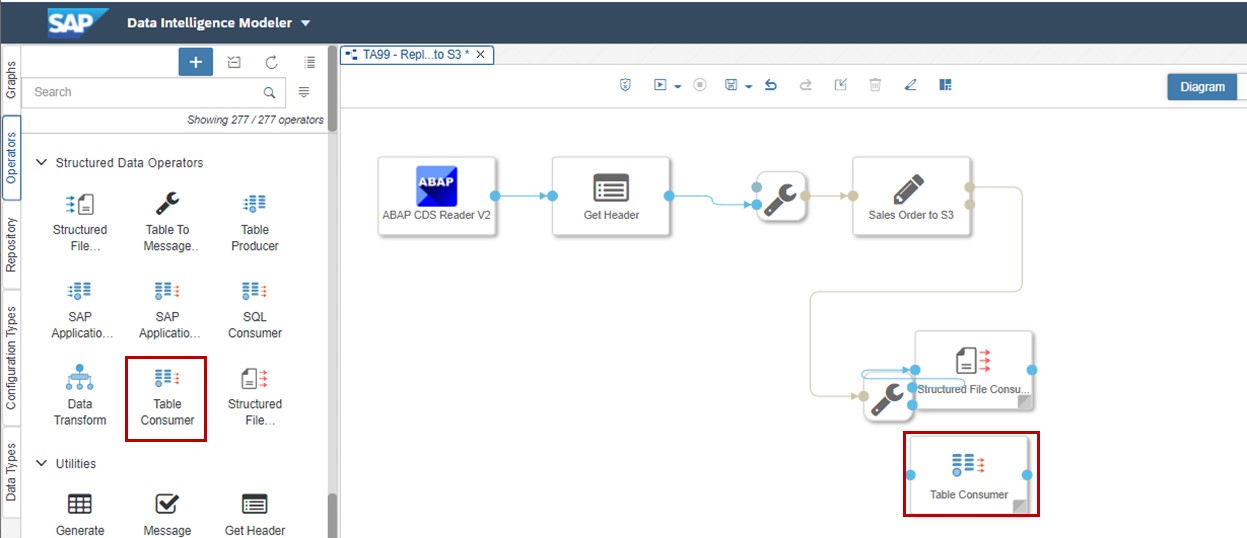 SAP
Data Intelligence Modeler
Graphs
Operators
Repository
Configuration Types
Data Types
Search
Showing 277 / 277 operators
Structured Data Operators
Structured
File...
Table To
Message..
Table
Producer
SAP
Applicatio...
SAP
Applicatio...
SQL
Consumer
Data
Transform
Table
Consumer
Structured
File...
Utilities
Generate
Message
Get Header
TA99 - Repl...to S3 *
Diagram
ABAP
ABAP CDS Reader V2
Get Header
Sales Order to S3
Structured File Consu...
Table Consumer